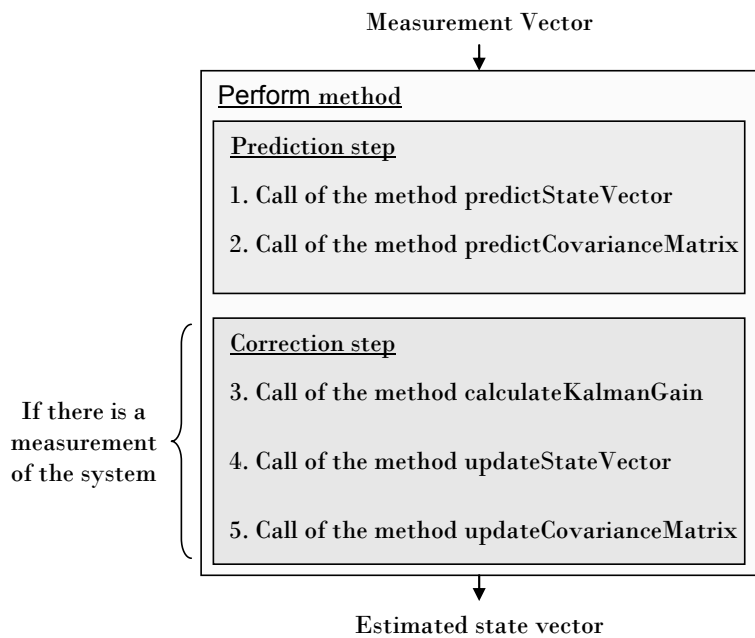 Measurement Vector
Perform method
Prediction step
1. Call of the method predictStateVector
2. Call of the method predictCovarianceMatrix
Correction step
3. Call of the method calculateKalmanGain
4. Call of the method updateStateVector
5. Call of the method updateCovarianceMatrix
If there is a
measurement
of the system
Estimated state vector